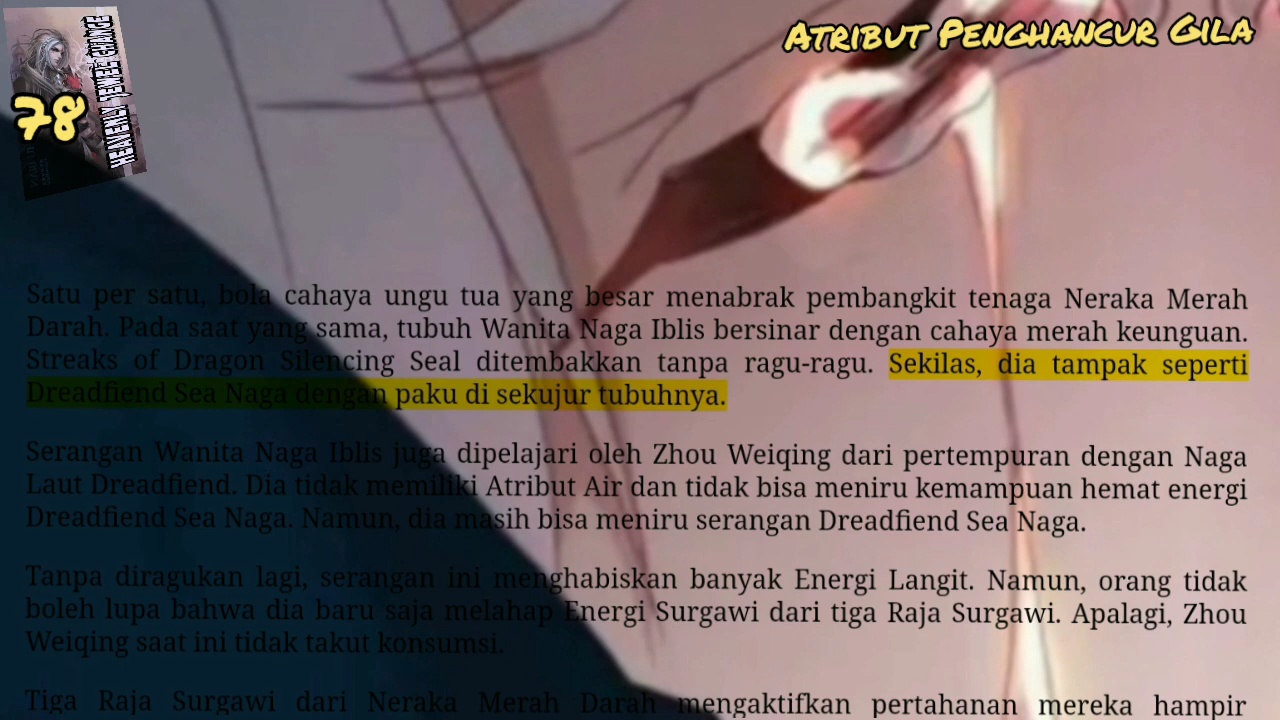 Atribut Penghancur Gila
78
HEAVENLY JEWEL CHANGE
Satu per satu, bola cahaya ungu tua yang besar menabrak pembangkit tenaga Neraka Merah
Darah. Pada saat yang sama, tubuh Wanita Naga Iblis bersinar dengan cahaya merah keunguan.
Streaks of Dragon Silencing Seal ditembakkan tanpa ragu-ragu. Sekilas, dia tampak seperti
Dreadfiend Sea Naga dengan paku di sekujur tubuhnya.
Serangan Wanita Naga Iblis juga dipelajari oleh Zhou Weiqing dari pertempuran dengan Naga
Laut Dreadfiend. Dia tidak memiliki Atribut Air dan tidak bisa meniru kemampuan hemat energi
Dreadfiend Sea Naga. Namun, dia masih bisa meniru serangan Dreadfiend Sea Naga.
Tanpa diragukan lagi, serangan ini menghabiskan banyak Energi Langit. Namun, orang tidak
boleh lupa bahwa dia baru saja melahap Energi Surgawi dari tiga Raja Surgawi. Apalagi, Zhou
Weiqing saat ini tidak takut konsumsi.
Tiga Raja Surgawi dari Neraka Merah Darah mengaktifkan pertahanan mereka hampir